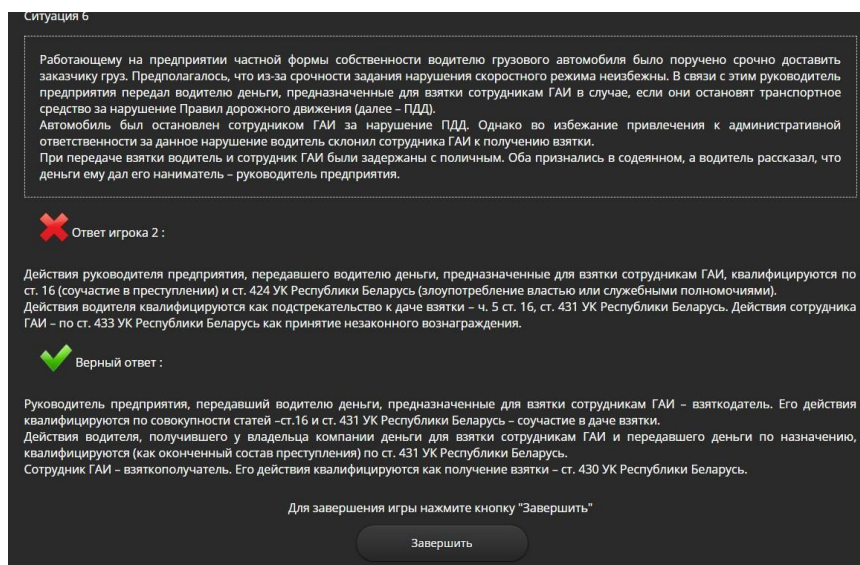 Ситуация 6
Работающему на предприятии частной формы собственности водителю грузового автомобиля было поручено срочно доставить
заказчику груз. Предполагалось, что из-за срочности задания нарушения скоростного режима неизбежны. В связи с этим руководитель
предприятия передал водителю деньги, предназначенные для взятки сотрудникам ГАИ в случае, если они остановят транспортное
средство за нарушение Правил дорожного движения (далее – ПДД).
Автомобиль был остановлен сотрудником ГАИ за нарушение ПДД. Однако во избежание привлечения к административной
ответственности за данное нарушение водитель склонил сотрудника ГАИ к получению взятки.
При передаче взятки водитель и сотрудник ГАИ были задержаны с поличным. Оба признались в содеянном, а водитель рассказал, что
деньги ему дал его наниматель – руководитель предприятия.
Ответ игрока 2 :
Действия руководителя предприятия, передавшего водителю деньги, предназначенные для взятки сотрудникам ГАИ, квалифицируются по
ст. 16 (соучастие в преступлении) и ст. 424 УК Республики Беларусь (злоупотребление властью или служебными полномочиями).
Действия водителя квалифицируются как подстрекательство к даче взятки – ч. 5 ст. 16, ст. 431 УК Республики Беларусь. Действия сотрудника
ГАИ – по ст. 433 УК Республики Беларусь как принятие незаконного вознаграждения.
Верный ответ :
Руководитель предприятия, передавший водителю деньги, предназначенные для взятки сотрудникам ГАИ – взяткодатель. Его действия
квалифицируются по совокупности статей –ст.16 и ст. 431 УК Республики Беларусь – соучастие в даче взятки.
Действия водителя, получившего у владельца компании деньги для взятки сотрудникам ГАИ и передавшего деньги по назначению,
квалифицируются (как оконченный состав преступления) по ст. 431 УК Республики Беларусь.
Сотрудник ГАИ – взяткополучатель. Его действия квалифицируются как получение взятки – ст. 430 УК Республики Беларусь.
Для завершения игры нажмите кнопку "Завершить"
Завершить